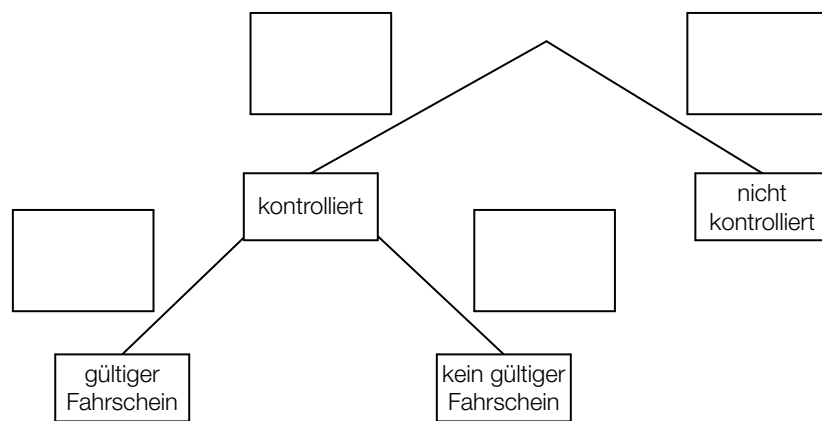 kontrolliert
nicht
kontrolliert
gültiger
Fahrschein
kein gültiger
Fahrschein